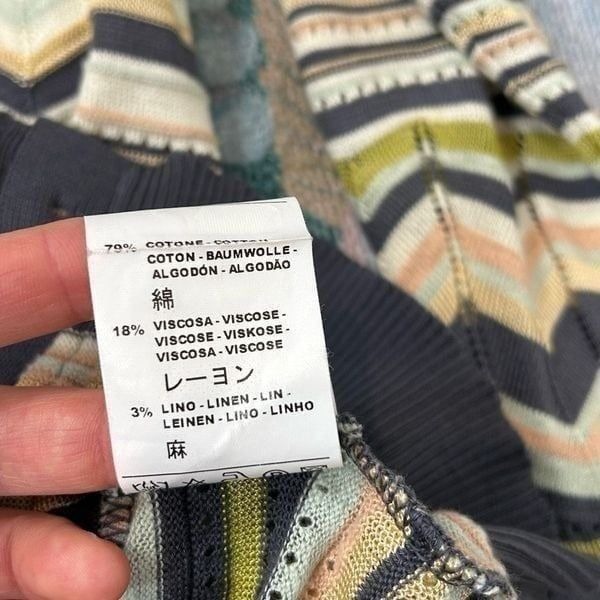 79% COTONE - COTTON
COTON - BAUMWOLLE -
ALGODÓN - ALGODÃO
綿
18% VISCOSA - VISCOSE -
VISCOSE - VISKOSE -
VISCOSA - VISCOSE
レーヨン
3% LINO - LINEN - LIN -
LEINEN - LINO - LINHO
麻